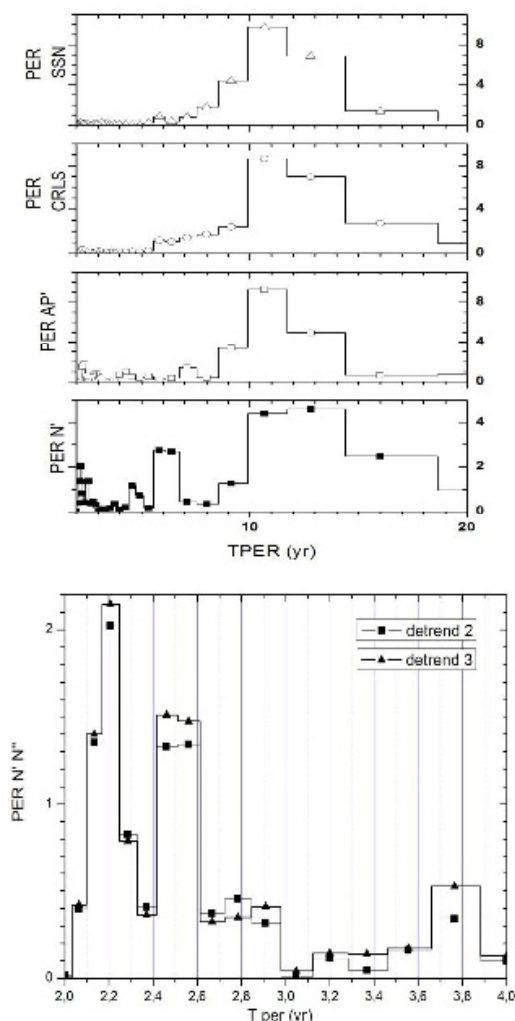 PER
SSN
8
4
0
PER
CRLS
8
4
0
PER AP'
8
4
0
PER N'
4
2
0
10
20
TPER (yr)
2
1
0
PER N' N"
detrend 2
detrend 3
2,0
2,2
2,4
2,6
2,8
3,0
3,2
3,4
3,6
3,8
4,0
T per (yr)